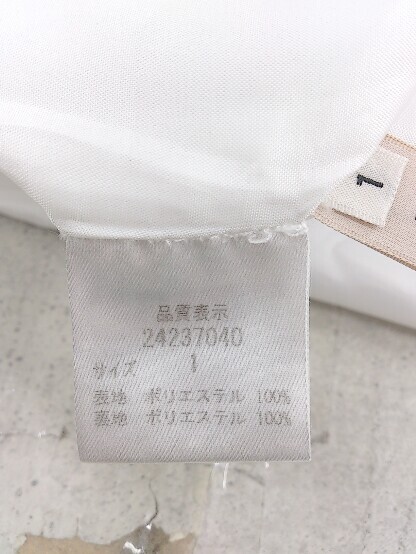 1
品質表示
24237040
サイズ 1
表地 ポリエステル 100%
裏地 ポリエステル 100%